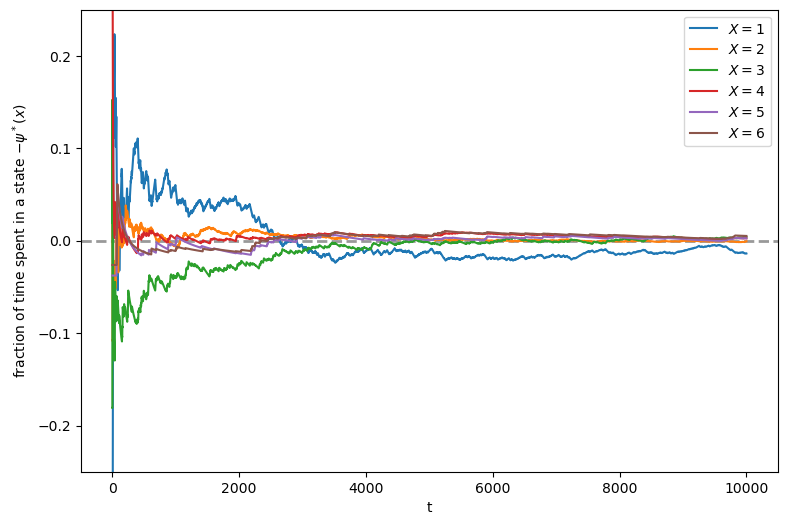 0.2
0.1
0.0
−0.1
−0.2
fraction of time spent in a state −ψ*(x)
0
2000
4000
6000
8000
10000
t
X = 1
X = 2
X = 3
X = 4
X = 5
X = 6